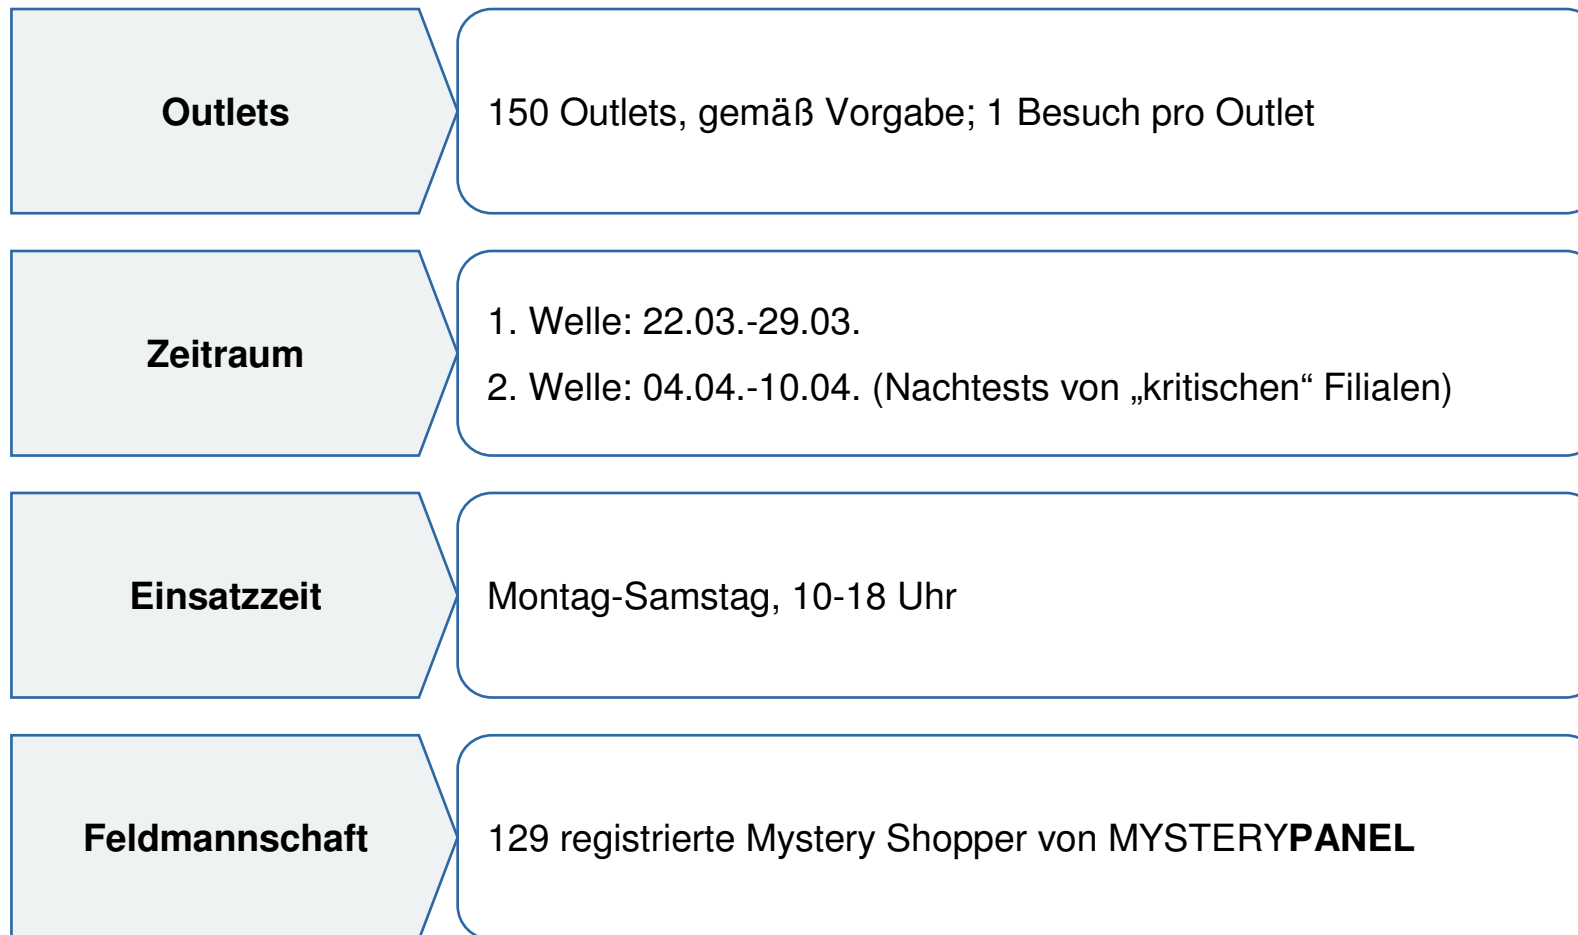 Outlets
150 Outlets, gemäß Vorgabe; 1 Besuch pro Outlet
Zeitraum
1. Welle: 22.03.-29.03.
2. Welle: 04.04.-10.04. (Nachtests von „kritischen“ Filialen)
Einsatzzeit
Montag-Samstag, 10-18 Uhr
Feldmannschaft
129 registrierte Mystery Shopper von MYSTERYPANEL